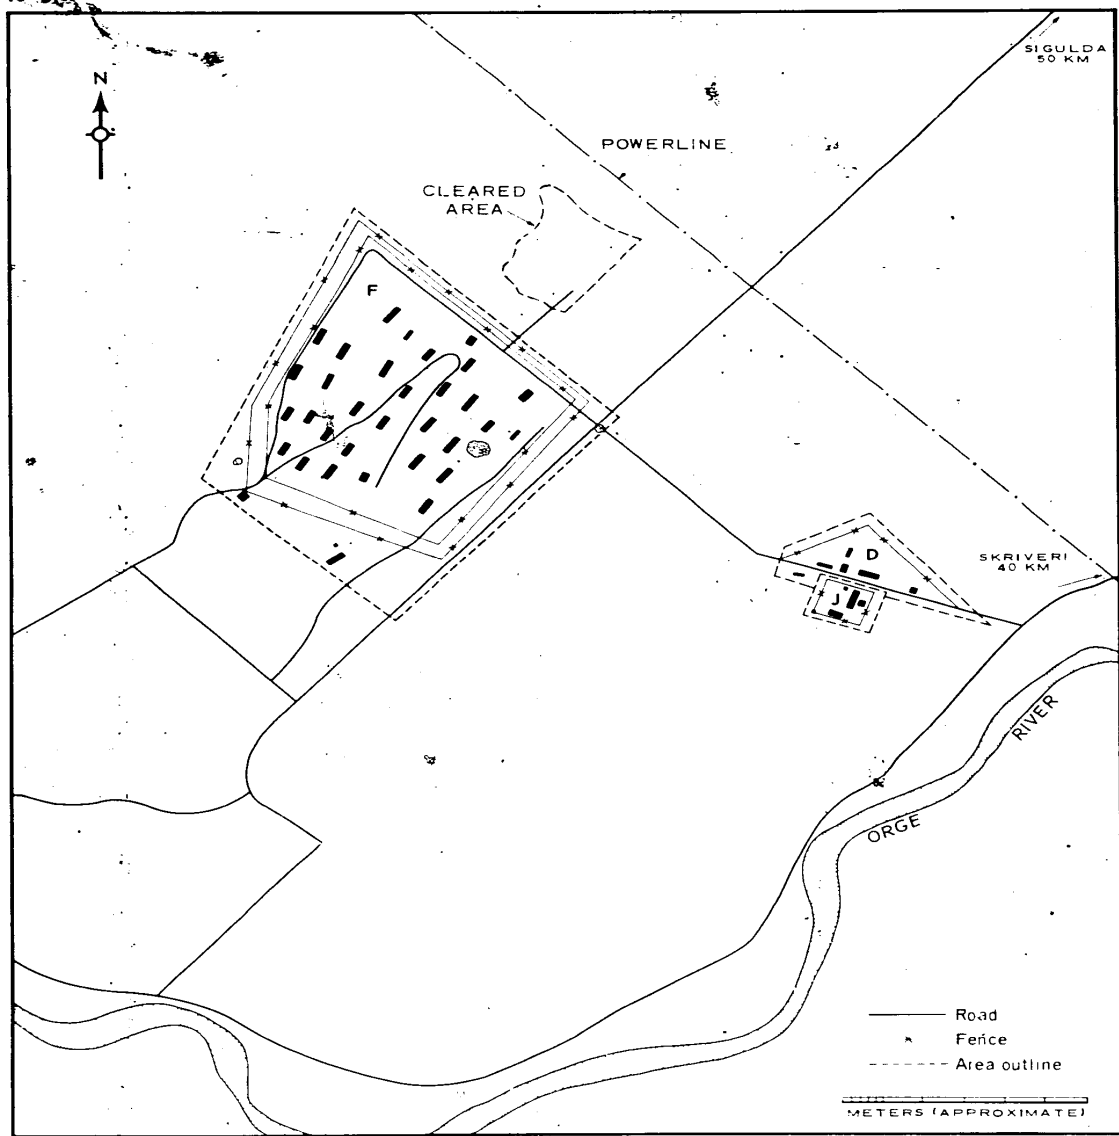 SIGULDA
50 KM
N
POWERLINE
CLEARED
AREA
F
D
SKRIVERI
40 KM
J
RIVER
ORGE
Road
Fence
Area outline
METERS (APPROXIMATE)